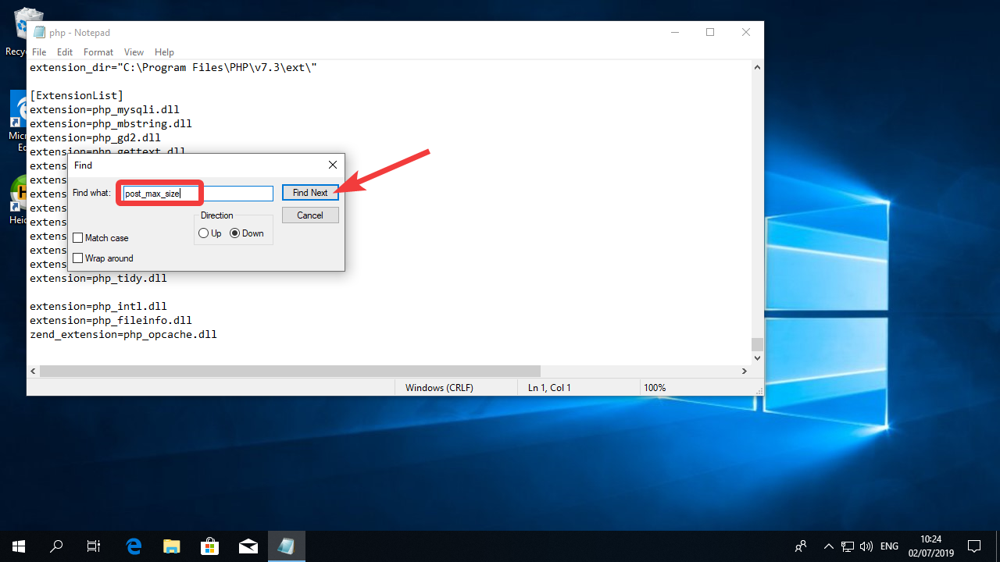 Recy
php - Notepad
File Edit Format View Help
extension_dir="C:\Program Files\PHP\v7.3\ext\"
[ExtensionList]
extension=php_mysqli.dll
extension=php_mbstring.dll
extension=php_gd2.dll
extension=php_gettext.dll
extens
extens
extens
extens
extens
extens
extens
extens
extension=php_tidy.dll
extension=php_intl.dll
extension=php_fileinfo.dll
zend_extension=php_opcache.dll
Find
Find what: post_max_size Find Next
Cancel
Direction
Up Down
Match case
Wrap around
Micr
Ed
H
Heid
Windows (CRLF) Ln 1, Col 1 100%
ENG
10:24
02/07/2019